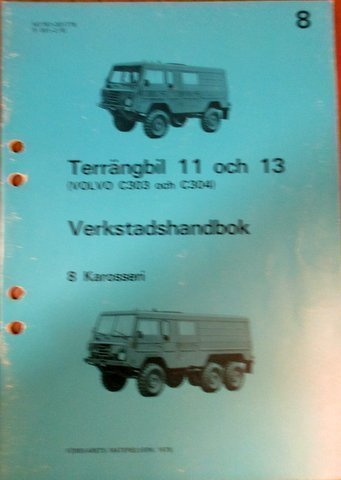 8
Terrängbil 11 och 13
(VOLVO C303 och C304)
Verkstadshandbok
8 Karosseri